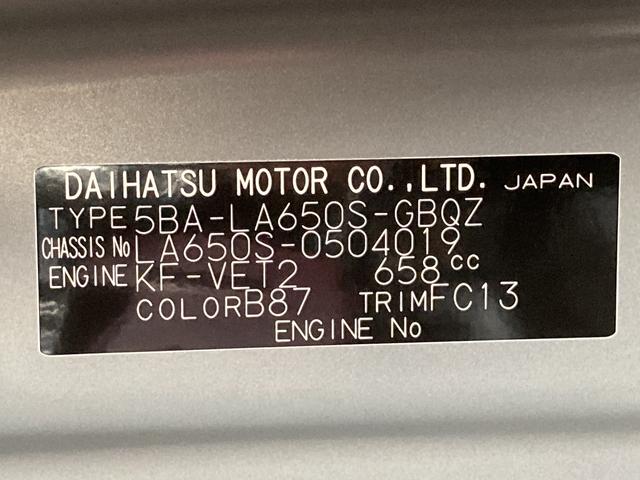 DAIHATSU MOTOR CO.,LTD. JAPAN
TYPE 5BA-LA650S-GBQZ
CHASSIS No LA650S-0504019
ENGINE KF-VET2 658cc
COLOR B87 TRIM FC13
ENGINE No